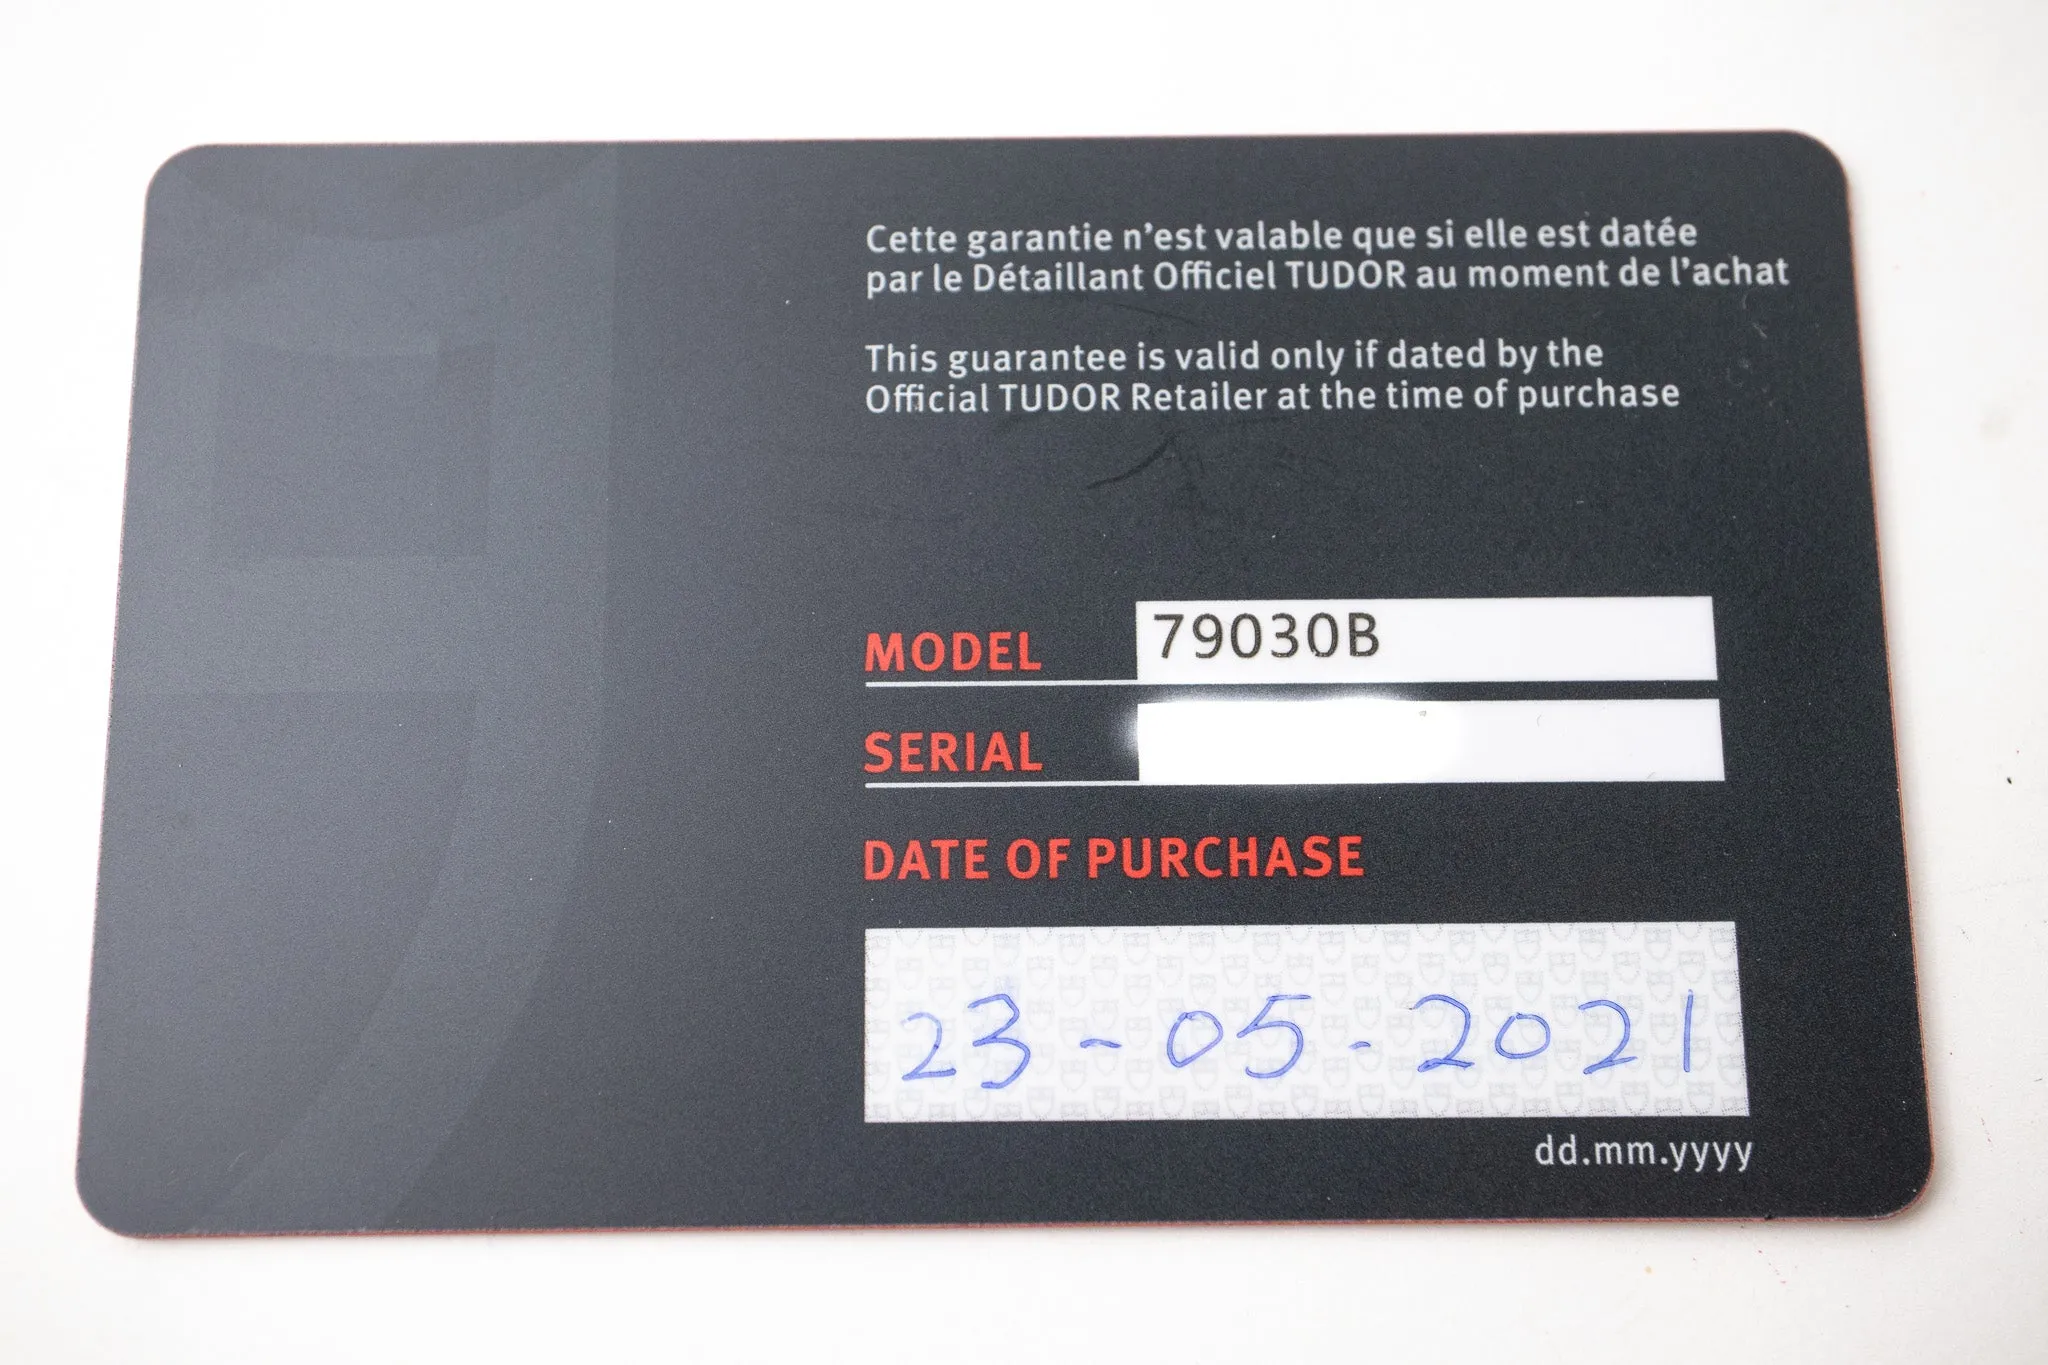 Cette garantie n’est valable que si elle est datée
par le Détaillant Officiel TUDOR au moment de l’achat
This guarantee is valid only if dated by the
Official TUDOR Retailer at the time of purchase
MODEL 79030B
SERIAL
DATE OF PURCHASE
23-05-2021
dd.mm.yyyy